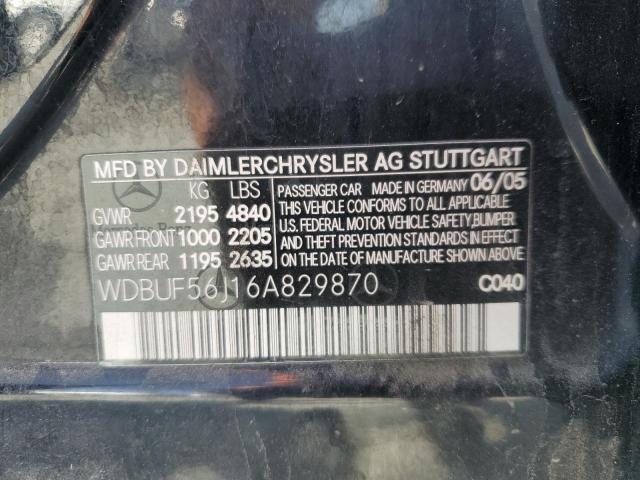 MFD BY DAIMLERCHRYSLER AG STUTTGART
KG LBS
GVWR 2195 4840
GAWR FRONT 1000 2205
GAWR REAR 1195 2635
PASSENGER CAR MADE IN GERMANY 06/05
THIS VEHICLE CONFORMS TO ALL APPLICABLE
U.S. FEDERAL MOTOR VEHICLE SAFETY, BUMPER
AND THEFT PREVENTION STANDARDS IN EFFECT
ON THE DATE OF MANUFACTURE SHOWN ABOVE
WDBUF56J16A829870
C040